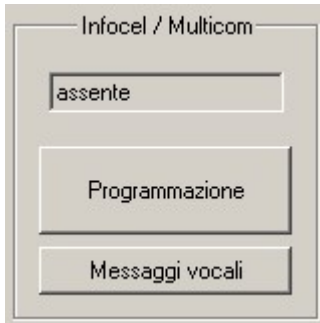 Infocel / Multicom
assente
Programmazione
Messaggi vocali